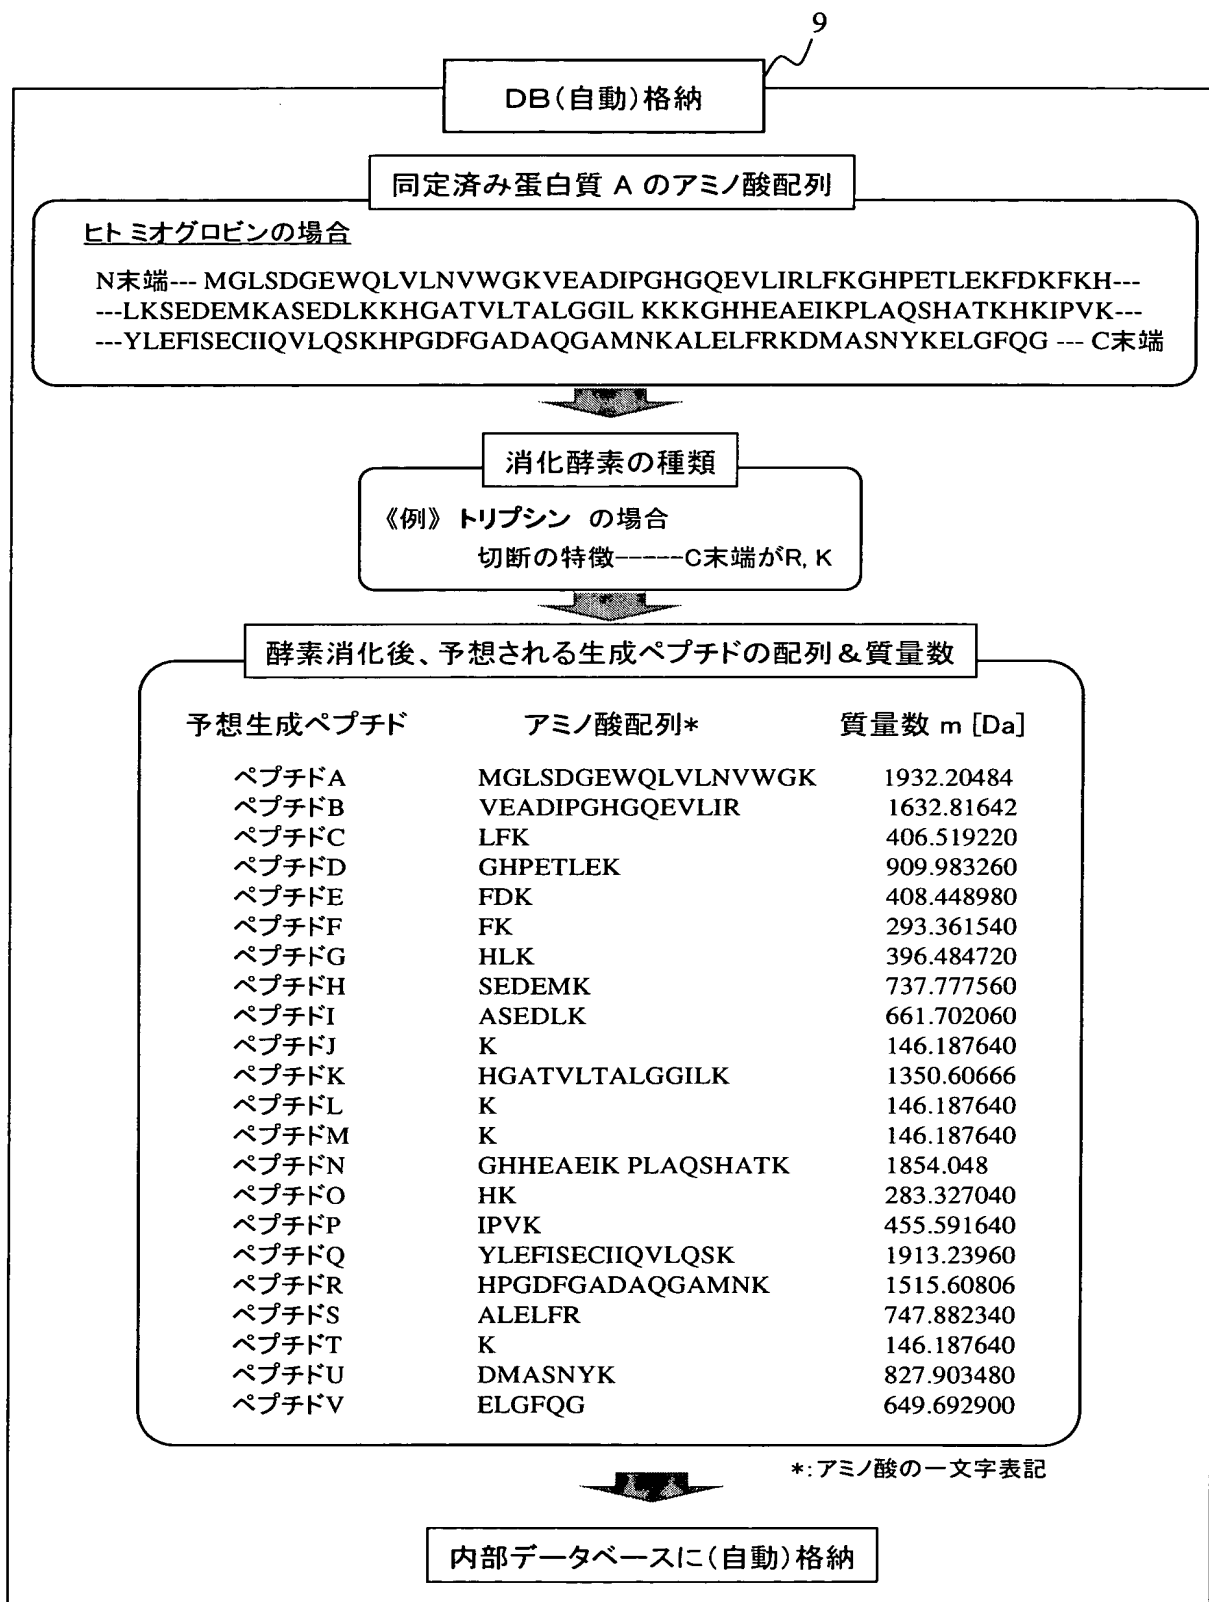 9
DB(自動)格納
同定済み蛋白質 A のアミノ酸配列
ヒト ミオグロビンの場合
N末端--- MGLSDGEWQLVLNVWGKVEADIPGHGQEVLIRLFKGHPETLEKFDKFKH---
---LKSEDEMKASEDLKKHGATVLTALGGIL KKKGHHEAEIKPLAQSHATKHKIPVK---
---YLEFISECIIQVLQSKHPGDFGADAQGAMNKALELFRKDMASNYKELGFQG --- C末端
消化酵素の種類
《例》 トリプシン の場合
切断の特徴-----C末端がR, K
酵素消化後、予想される生成ペプチドの配列&質量数
予想生成ペプチド アミノ酸配列* 質量数 m [Da]
ペプチドA MGLSDGEWQLVLNVWGK 1932.20484
ペプチドB VEADIPGHGQEVLIR 1632.81642
ペプチドC LFK 406.519220
ペプチドD GHPETLEK 909.983260
ペプチドE FDK 408.448980
ペプチドF FK 293.361540
ペプチドG HLK 396.484720
ペプチドH SEDEMK 737.777560
ペプチドI ASEDLK 661.702060
ペプチドJ K 146.187640
ペプチドK HGATVLTALGGILK 1350.60666
ペプチドL K 146.187640
ペプチドM K 146.187640
ペプチドN GHHEAEIK PLAQSHATK 1854.048
ペプチドO HK 283.327040
ペプチドP IPVK 455.591640
ペプチドQ YLEFISECIIQVLQSK 1913.23960
ペプチドR HPGDFGADAQGAMNK 1515.60806
ペプチドS ALELFR 747.882340
ペプチドT K 146.187640
ペプチドU DMASNYK 827.903480
ペプチドV ELGFQG 649.692900
*:アミノ酸の一文字表記
内部データベースに(自動)格納